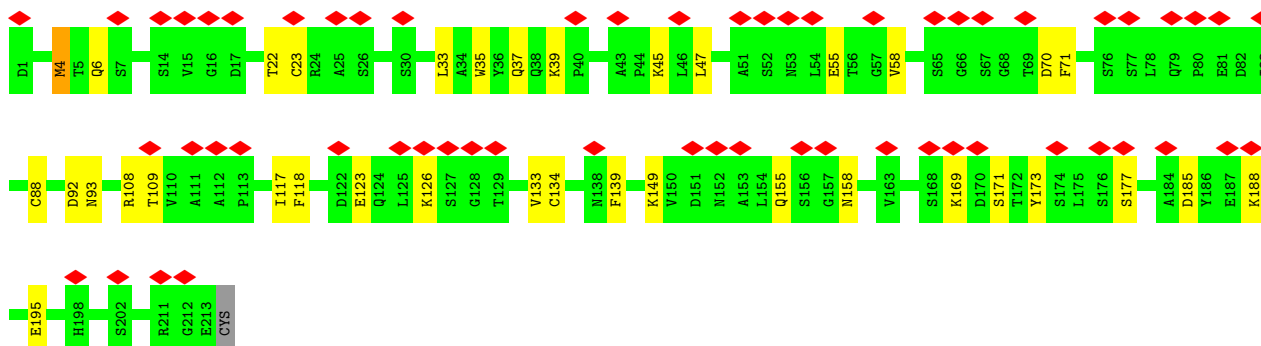 D1 M4 T5 Q6 S7 S14 V15 G16 D17 T22 C23 R24 A25 S26 S30 L33 A34 W35 Y36 Q37 Q38 K39 P40 A43 P44 K45 L46 L47 A51 S52 N53 L54 E55 T56 G57 V58 S65 G66 S67 G68 T69 D70 F71 S76 S77 L78 Q79 P80 E81 D82
C88 D92 N93 R108 T109 V110 A111 A112 P113 I117 F118 D122 E123 Q124 L125 K126 S127 G128 T129 V133 C134 N138 F139 K149 V150 D151 N152 A153 L154 Q155 S156 G157 N158 V163 S168 K169 D170 S171 T172 Y173 S174 L175 S176 S177 A184 D185 Y186 E187 K188
E195 H198 S202 R211 G212 E213 CYS